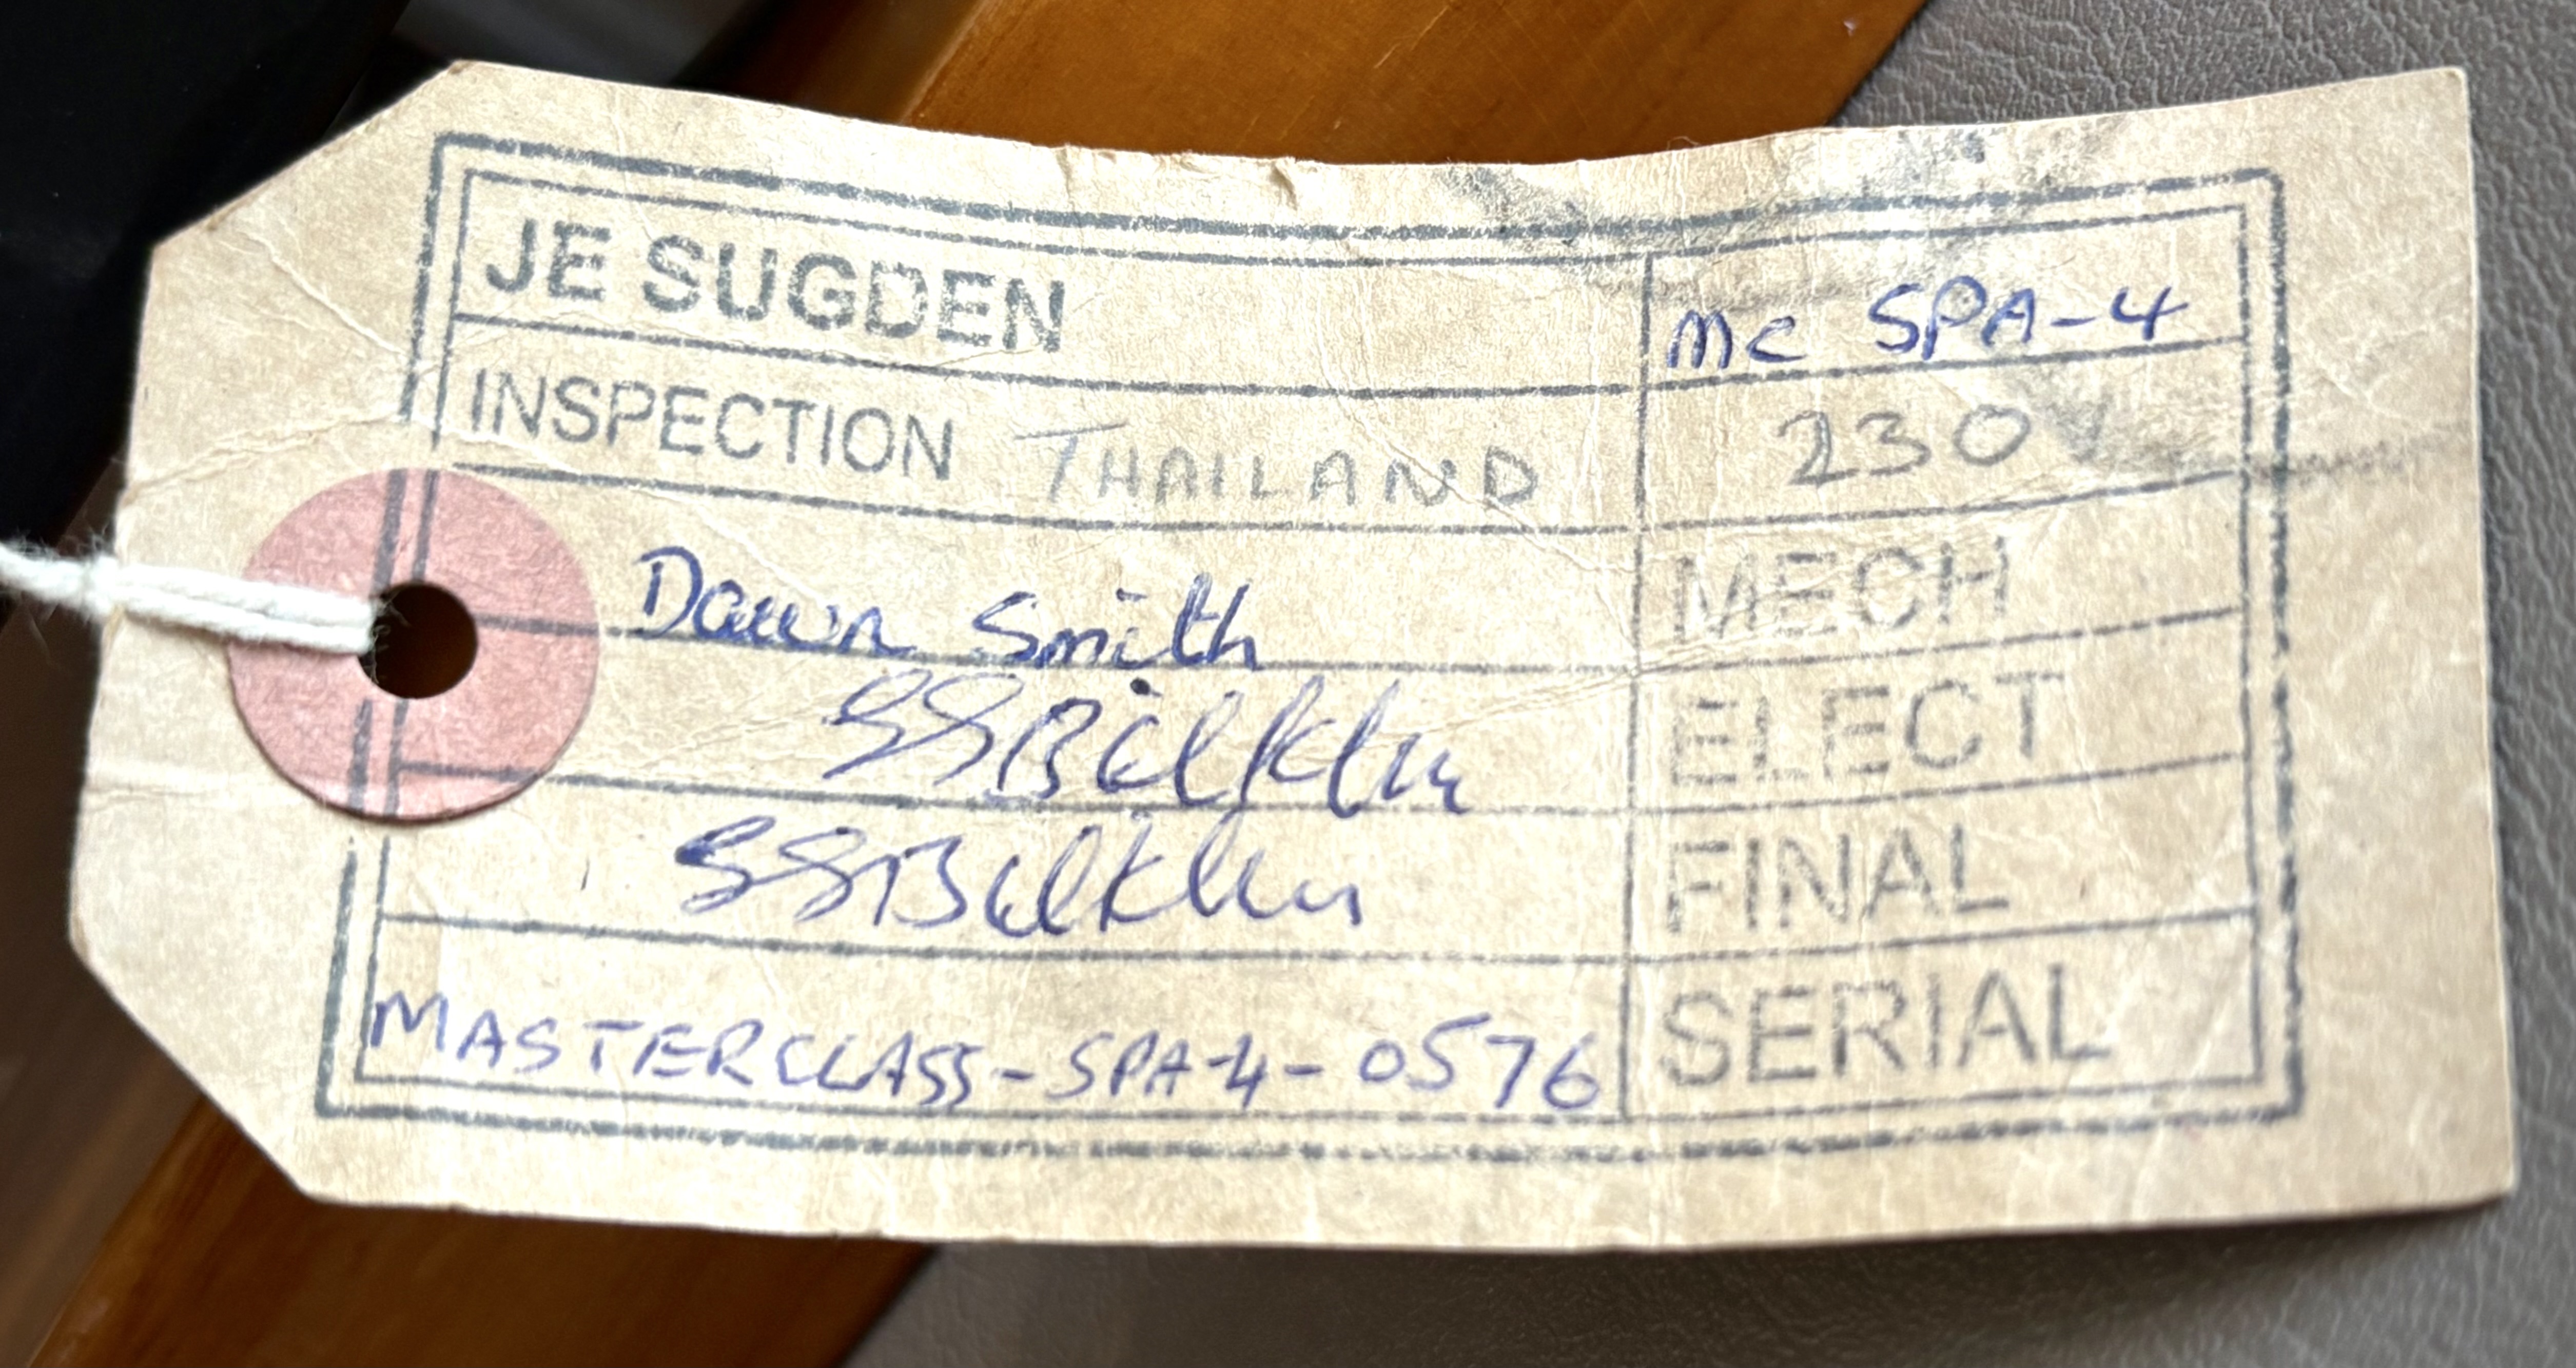 JE SUGDEN MC SPA-4
INSPECTION THAILAND 230V
Dawn Smith MECH
ELECT
FINAL
MASTERCLASS-SPA-4-0576 SERIAL